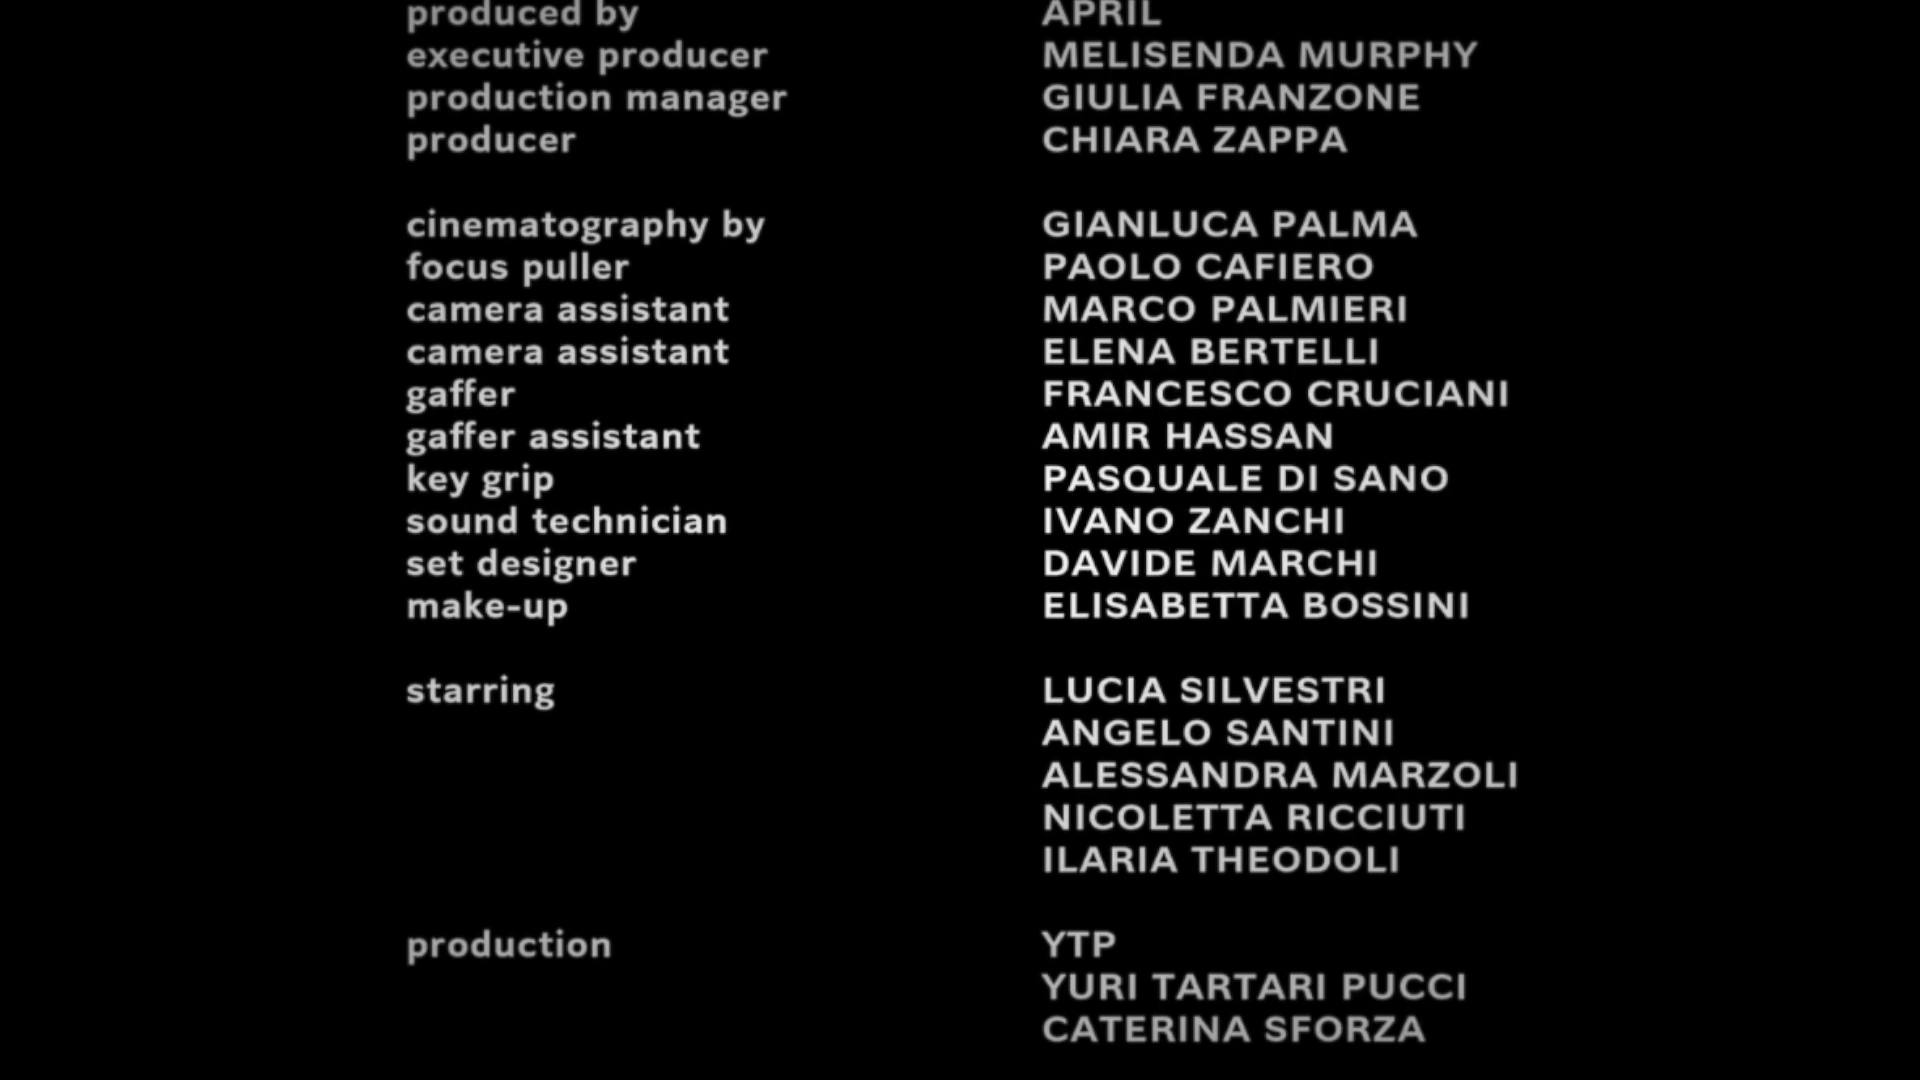 produced by APRIL
executive producer MELISENDA MURPHY
production manager GIULIA FRANZONE
producer CHIARA ZAPPA
cinematography by GIANLUCA PALMA
focus puller PAOLO CAFIERO
camera assistant MARCO PALMIERI
camera assistant ELENA BERTELLI
gaffer FRANCESCO CRUCIANI
gaffer assistant AMIR HASSAN
key grip PASQUALE DI SANO
sound technician IVANO ZANCHI
set designer DAVIDE MARCHI
make-up ELISABETTA BOSSINI
starring LUCIA SILVESTRI
ANGELO SANTINI
ALESSANDRA MARZOLI
NICOLETTA RICCIUTI
ILARIA THEODOLI
production YTP
YURI TARTARI PUCCI
CATERINA SFORZA